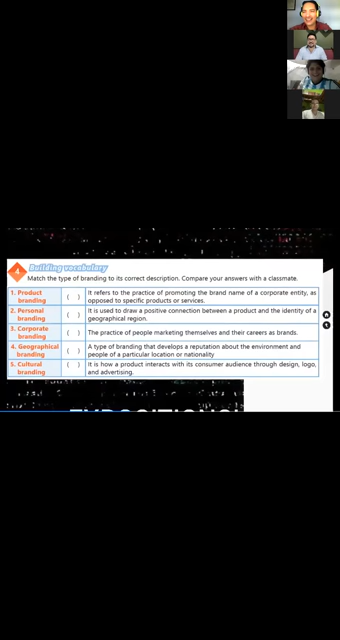 4
Building vocabulary
Match the type of branding to its correct description. Compare your answers with a classmate.
1. Product branding ( ) It refers to the practice of promoting the brand name of a corporate entity, as opposed to specific products or services.
2. Personal branding ( ) It is used to draw a positive connection between a product and the identity of a geographical region.
3. Corporate branding ( ) The practice of people marketing themselves and their careers as brands.
4. Geographical branding ( ) A type of branding that develops a reputation about the environment and people of a particular location or nationality
5. Cultural branding ( ) It is how a product interacts with its consumer audience through design, logo, and advertising.